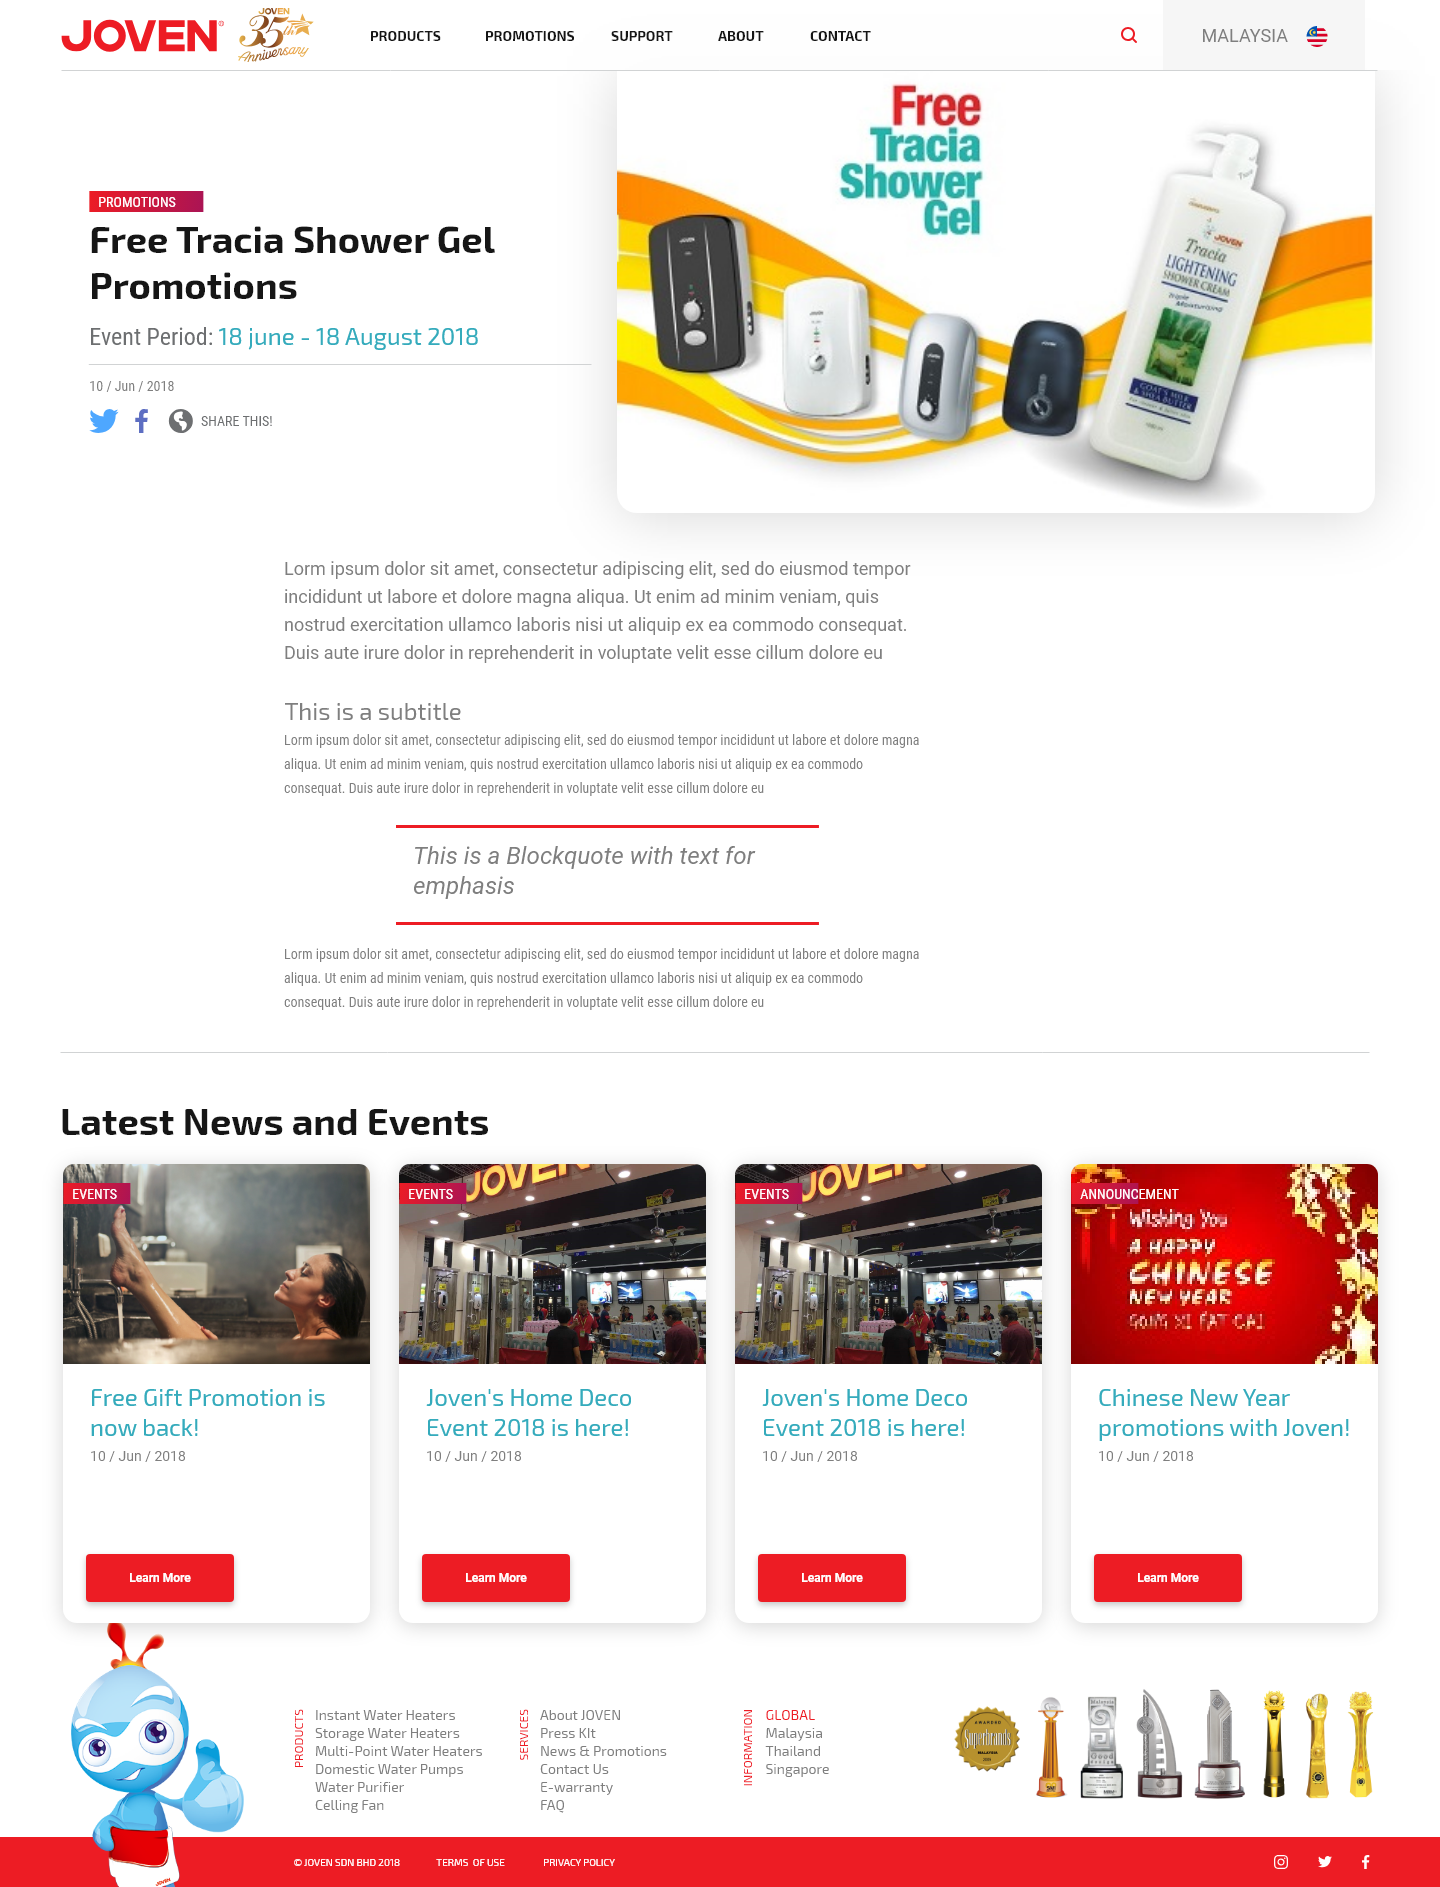 JOVEN
JOVEN
35th
Anniversary
PRODUCTS
PROMOTIONS
SUPPORT
ABOUT
CONTACT
MALAYSIA
Free
Tracia
Shower
Gel
JOVEN
Tracia
LIGHTENING
SHOWER CREAM
Triple
Moisturising
GOAT'S MILK
& SHEA BUTTER
PROMOTIONS
Free Tracia Shower Gel
Promotions
Event Period: 18 june - 18 August 2018
10 / Jun / 2018
SHARE THIS!
Lorm ipsum dolor sit amet, consectetur adipiscing elit, sed do eiusmod tempor
incididunt ut labore et dolore magna aliqua. Ut enim ad minim veniam, quis
nostrud exercitation ullamco laboris nisi ut aliquip ex ea commodo consequat.
Duis aute irure dolor in reprehenderit in voluptate velit esse cillum dolore eu
This is a subtitle
Lorm ipsum dolor sit amet, consectetur adipiscing elit, sed do eiusmod tempor incididunt ut labore et dolore magna
aliqua. Ut enim ad minim veniam, quis nostrud exercitation ullamco laboris nisi ut aliquip ex ea commodo
consequat. Duis aute irure dolor in reprehenderit in voluptate velit esse cillum dolore eu
This is a Blockquote with text for
emphasis
Lorm ipsum dolor sit amet, consectetur adipiscing elit, sed do eiusmod tempor incididunt ut labore et dolore magna
aliqua. Ut enim ad minim veniam, quis nostrud exercitation ullamco laboris nisi ut aliquip ex ea commodo
consequat. Duis aute irure dolor in reprehenderit in voluptate velit esse cillum dolore eu
Latest News and Events
EVENTS
Free Gift Promotion is
now back!
10 / Jun / 2018
Learn More
JOVEN
EVENTS
Joven's Home Deco
Event 2018 is here!
10 / Jun / 2018
Learn More
JOVEN
EVENTS
Joven's Home Deco
Event 2018 is here!
10 / Jun / 2018
Learn More
ANNOUNCEMENT
Wishing You
A HAPPY
CHINESE
NEW YEAR
GONG XI FAT CAI
Chinese New Year
promotions with Joven!
10 / Jun / 2018
Learn More
PRODUCTS
Instant Water Heaters
Storage Water Heaters
Multi-Point Water Heaters
Domestic Water Pumps
Water Purifier
Celling Fan
SERVICES
About JOVEN
Press KIt
News & Promotions
Contact Us
E-warranty
FAQ
INFORMATION
GLOBAL
Malaysia
Thailand
Singapore
AWARDED
Superbrands
MALAYSIA
© JOVEN SDN BHD 2018
TERMS OF USE
PRIVACY POLICY
JOVEN